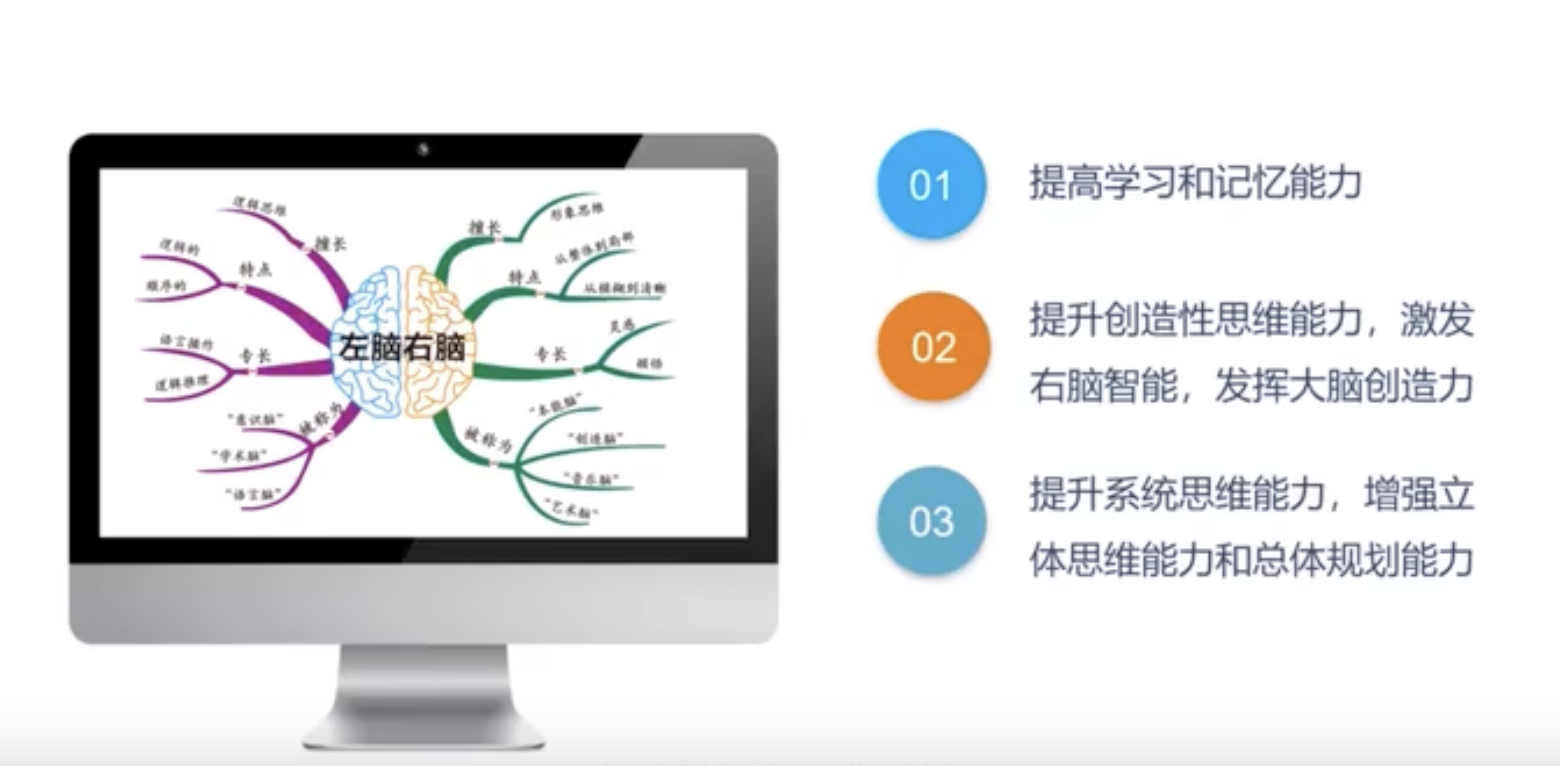 逻辑思维
擅长
逻辑的
特点
顺序的
语言操作
专长
逻辑推理
被称为
"意识脑"
"学术脑"
"语言脑"
左脑右脑
擅长
形象思维
特点
从整体到局部
从模糊到清晰
专长
灵感
顿悟
被称为
"本能脑"
"创造脑"
"音乐脑"
"艺术脑"
01
提高学习和记忆能力
02
提升创造性思维能力，激发
右脑智能，发挥大脑创造力
03
提升系统思维能力，增强立
体思维能力和总体规划能力